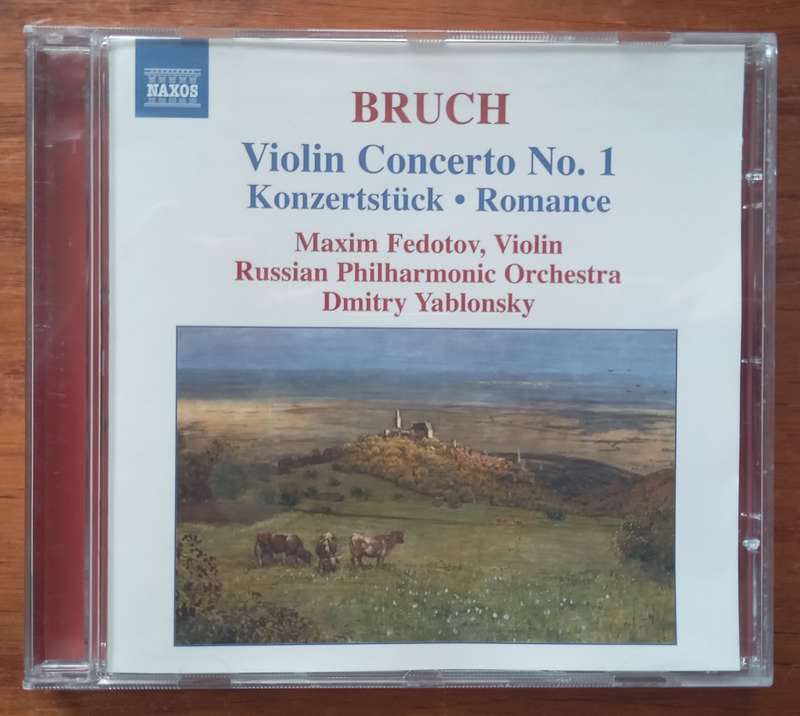 NAXOS
BRUCH
Violin Concerto No. 1
Konzertstück • Romance
Maxim Fedotov, Violin
Russian Philharmonic Orchestra
Dmitry Yablonsky